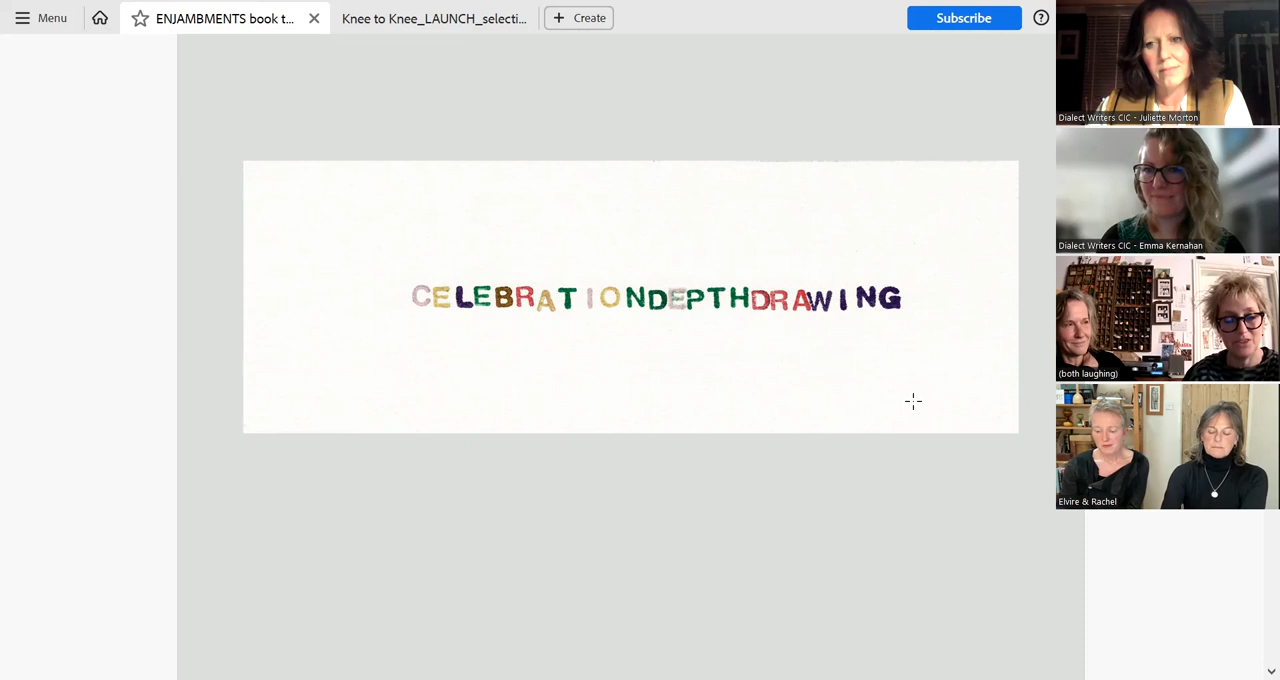 Menu
ENJAMBMENTS book t...
Knee to Knee_LAUNCH_selecti...
Create
Subscribe
CELEBRATIONDEPTHDRAWING
Dialect Writers CIC - Juliette Morton
Dialect Writers CIC - Emma Kernahan
(both laughing)
Elvire & Rachel